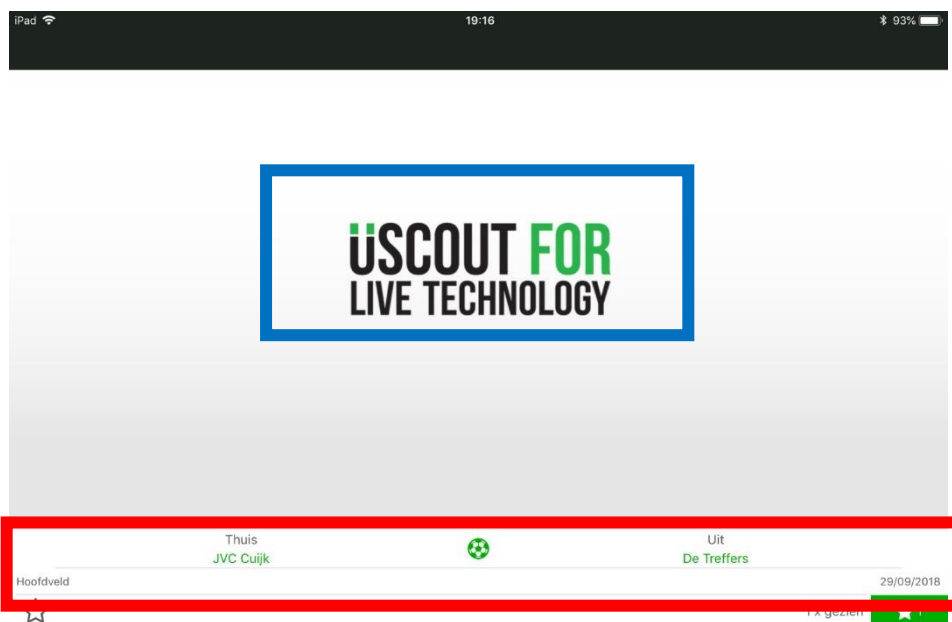 iPad 19:16 93%
ÜSCOUT FOR
LIVE TECHNOLOGY
Thuis Uit
JVC Cuijk De Treffers
Hoofdveld 29/09/2018
1 x gezien